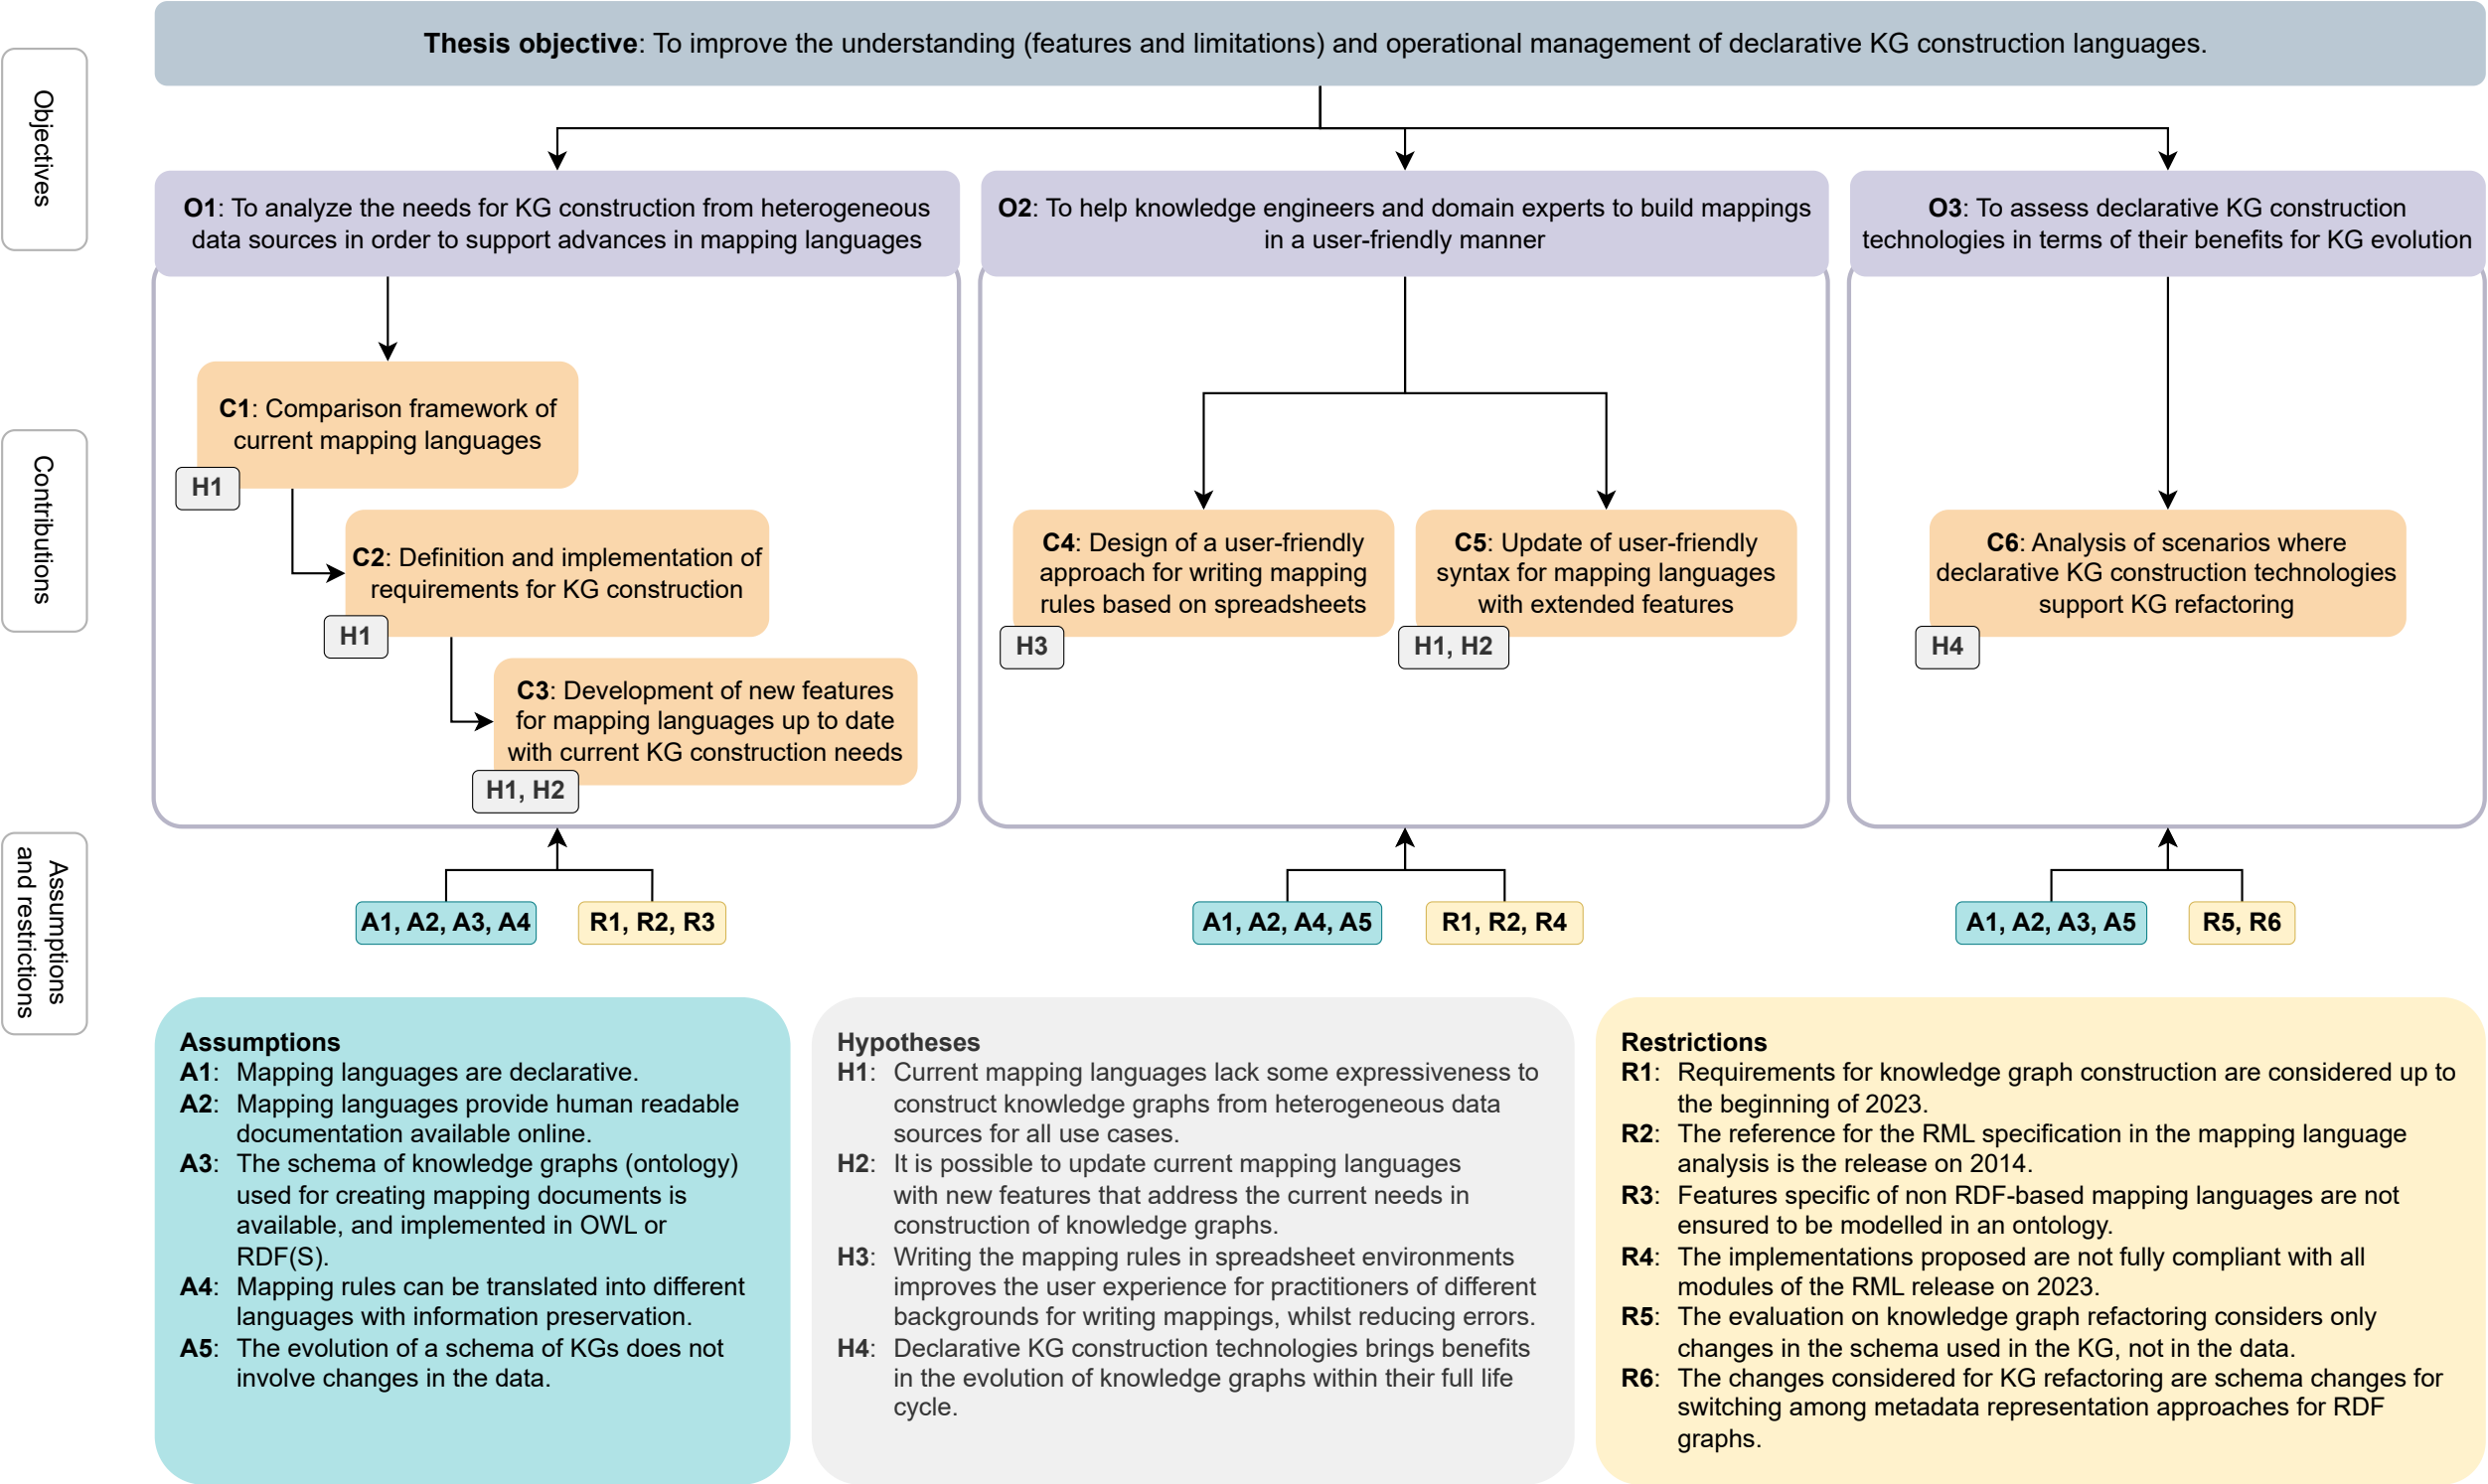 Thesis objective: To improve the understanding (features and limitations) and operational management of declarative KG construction languages.
Objectives
O1: To analyze the needs for KG construction from heterogeneous
data sources in order to support advances in mapping languages
O2: To help knowledge engineers and domain experts to build mappings
in a user-friendly manner
O3: To assess declarative KG construction
technologies in terms of their benefits for KG evolution
Contributions
C1: Comparison framework of
current mapping languages
H1
C2: Definition and implementation of
requirements for KG construction
H1
C3: Development of new features
for mapping languages up to date
with current KG construction needs
H1, H2
C4: Design of a user-friendly
approach for writing mapping
rules based on spreadsheets
H3
C5: Update of user-friendly
syntax for mapping languages
with extended features
H1, H2
C6: Analysis of scenarios where
declarative KG construction technologies
support KG refactoring
H4
Assumptions
and restrictions
A1, A2, A3, A4
R1, R2, R3
A1, A2, A4, A5
R1, R2, R4
A1, A2, A3, A5
R5, R6
Assumptions
A1: Mapping languages are declarative.
A2: Mapping languages provide human readable
documentation available online.
A3: The schema of knowledge graphs (ontology)
used for creating mapping documents is
available, and implemented in OWL or
RDF(S).
A4: Mapping rules can be translated into different
languages with information preservation.
A5: The evolution of a schema of KGs does not
involve changes in the data.
Hypotheses
H1: Current mapping languages lack some expressiveness to
construct knowledge graphs from heterogeneous data
sources for all use cases.
H2: It is possible to update current mapping languages
with new features that address the current needs in
construction of knowledge graphs.
H3: Writing the mapping rules in spreadsheet environments
improves the user experience for practitioners of different
backgrounds for writing mappings, whilst reducing errors.
H4: Declarative KG construction technologies brings benefits
in the evolution of knowledge graphs within their full life
cycle.
Restrictions
R1: Requirements for knowledge graph construction are considered up to
the beginning of 2023.
R2: The reference for the RML specification in the mapping language
analysis is the release on 2014.
R3: Features specific of non RDF-based mapping languages are not
ensured to be modelled in an ontology.
R4: The implementations proposed are not fully compliant with all
modules of the RML release on 2023.
R5: The evaluation on knowledge graph refactoring considers only
changes in the schema used in the KG, not in the data.
R6: The changes considered for KG refactoring are schema changes for
switching among metadata representation approaches for RDF
graphs.